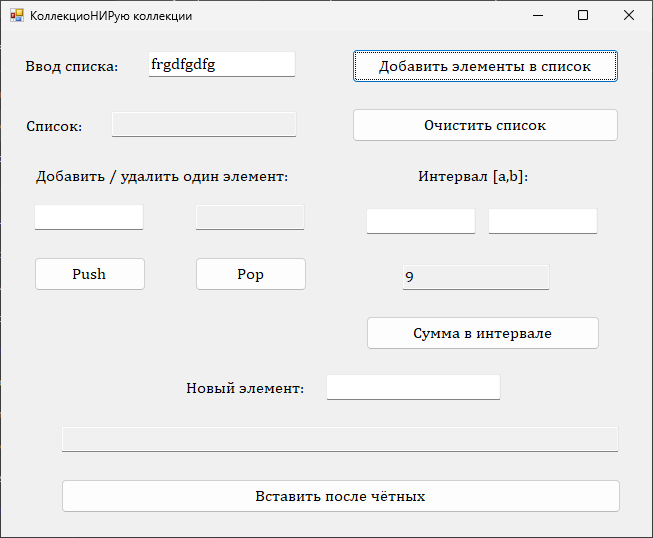 КоллекциоНИРую коллекции
Ввод списка: frgdfgdfg Добавить элементы в список
Список: Очистить список
Добавить / удалить один элемент: Интервал [a,b]:
Push Pop 9
Сумма в интервале
Новый элемент:
Вставить после чётных